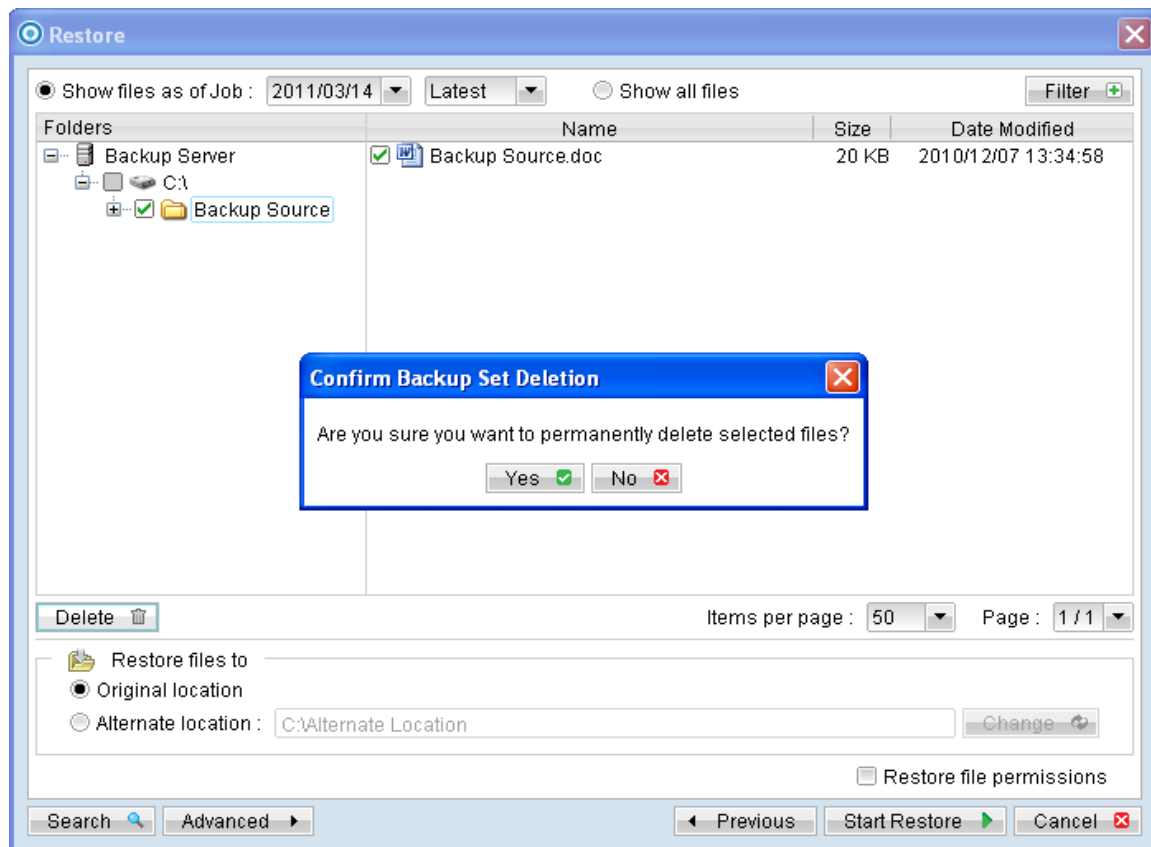 Restore
Show files as of Job : 2011/03/14 Latest Show all files Filter
Folders Name Size Date Modified
Backup Server Backup Source.doc 20 KB 2010/12/07 13:34:58
C:\
Backup Source
Confirm Backup Set Deletion
Are you sure you want to permanently delete selected files?
Yes No
Delete Items per page : 50 Page : 1 / 1
Restore files to
Original location
Alternate location : C:\Alternate Location Change
Restore file permissions
Search Advanced Previous Start Restore Cancel